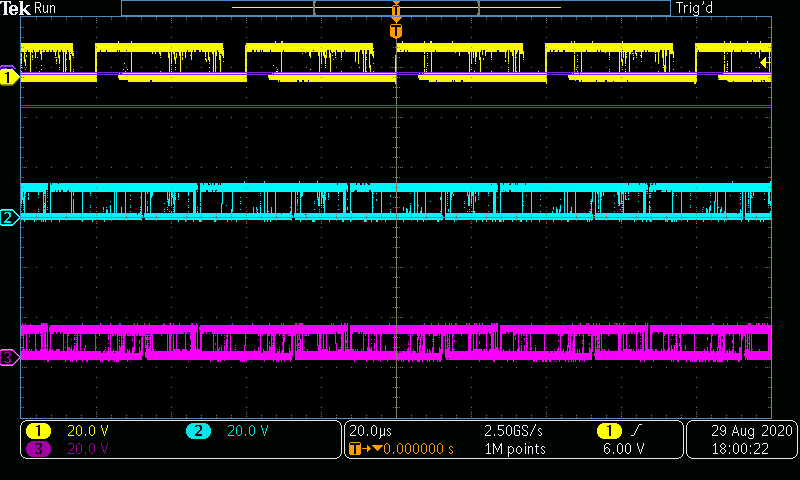 Tek Run Trig'd
T
T
1
2
3
1 20.0 V 2 20.0 V
3 20.0 V
20.0µs 2.50GS/s 1 6.00 V
T→▼0.000000 s 1M points
29 Aug 2020
18:00:22